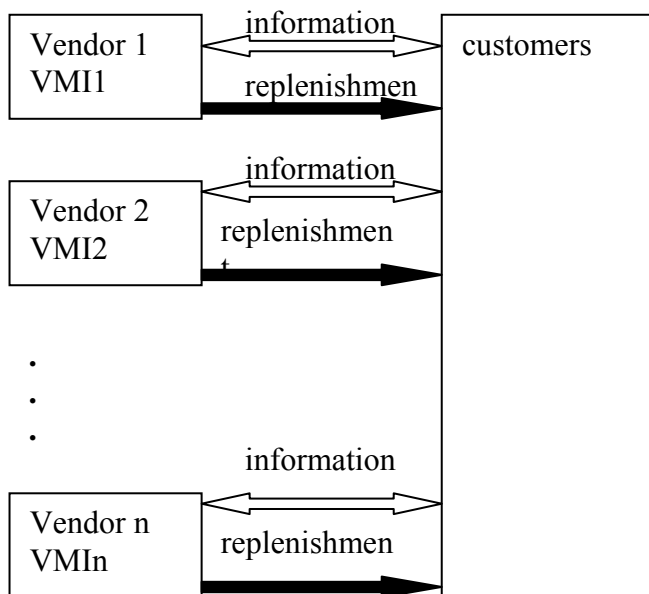 information
Vendor 1
VMI1
customers
replenishmen
information
Vendor 2
VMI2
replenishmen
.
.
.
information
Vendor n
VMIn
replenishmen